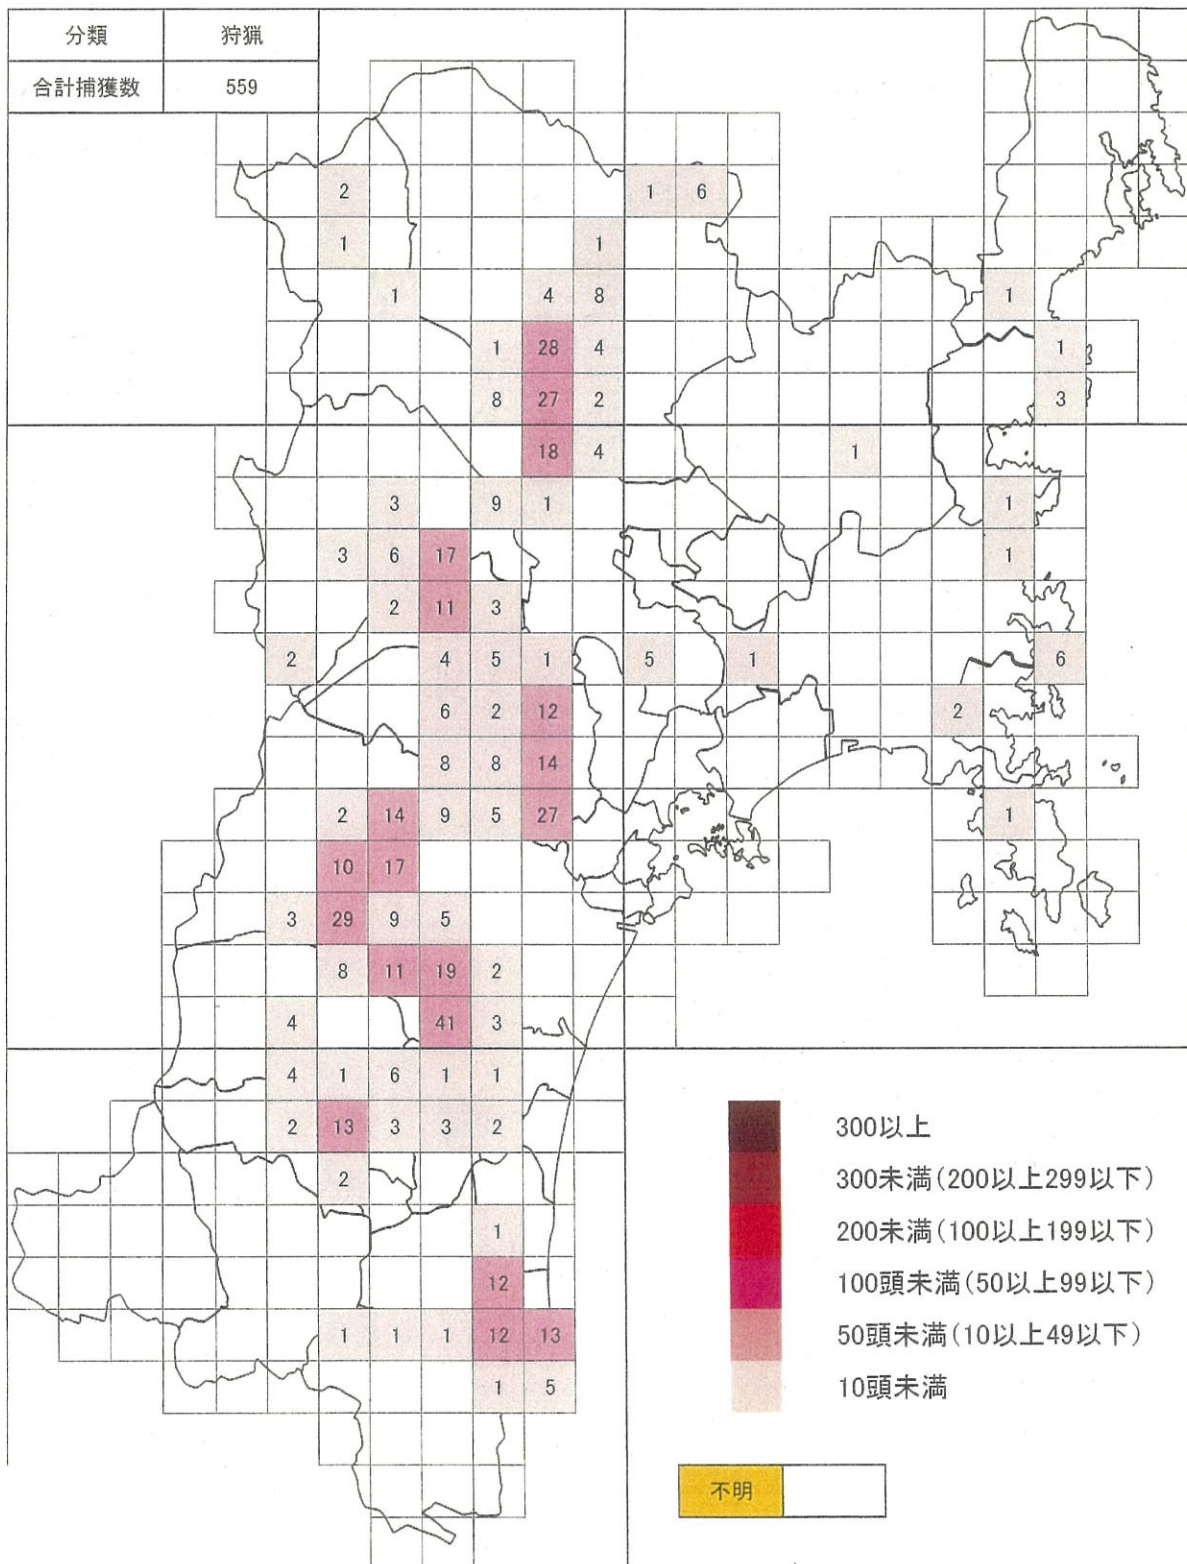 分類 狩猟
合計捕獲数 559
2 1 6
1 1
1 4 8 1
1 28 4 1
8 27 2 3
18 4 1
3 9 1 1
3 6 17 1
2 11 3
2 4 5 1 5 1 6
6 2 12 2
8 8 14
2 14 9 5 27 1
10 17
3 29 9 5
8 11 19 2
4 41 3
4 1 6 1 1
2 13 3 3 2
2
1
12
1 1 1 12 13
1 5
300以上
300未満(200以上299以下)
200未満(100以上199以下)
100頭未満(50以上99以下)
50頭未満(10以上49以下)
10頭未満
不明